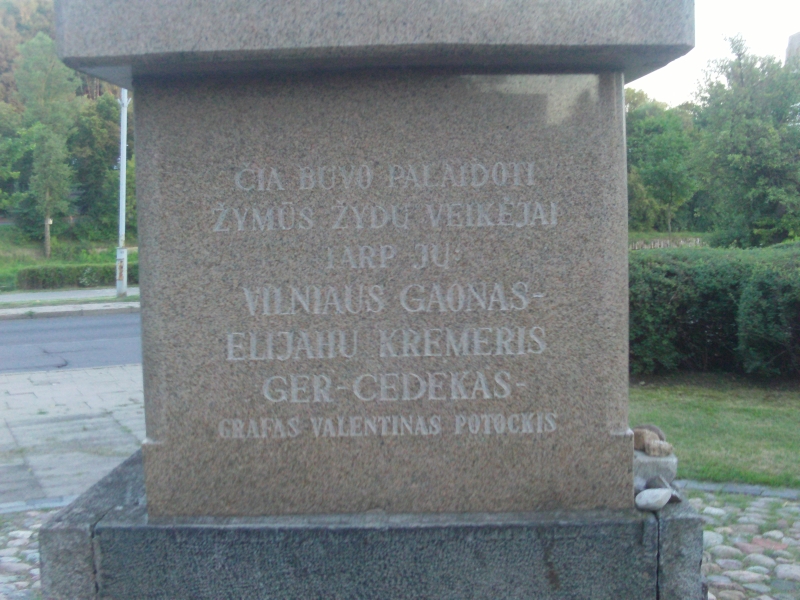 ČIA BUVO PALAIDOTI
ŽYMŪS ŽYDŲ VEIKĖJAI
TARP JŲ
VILNIAUS GAONAS-
ELIJAHU KREMERIS
GER-CEDEKAS-
GRAFAS VALENTINAS POTOCKIS